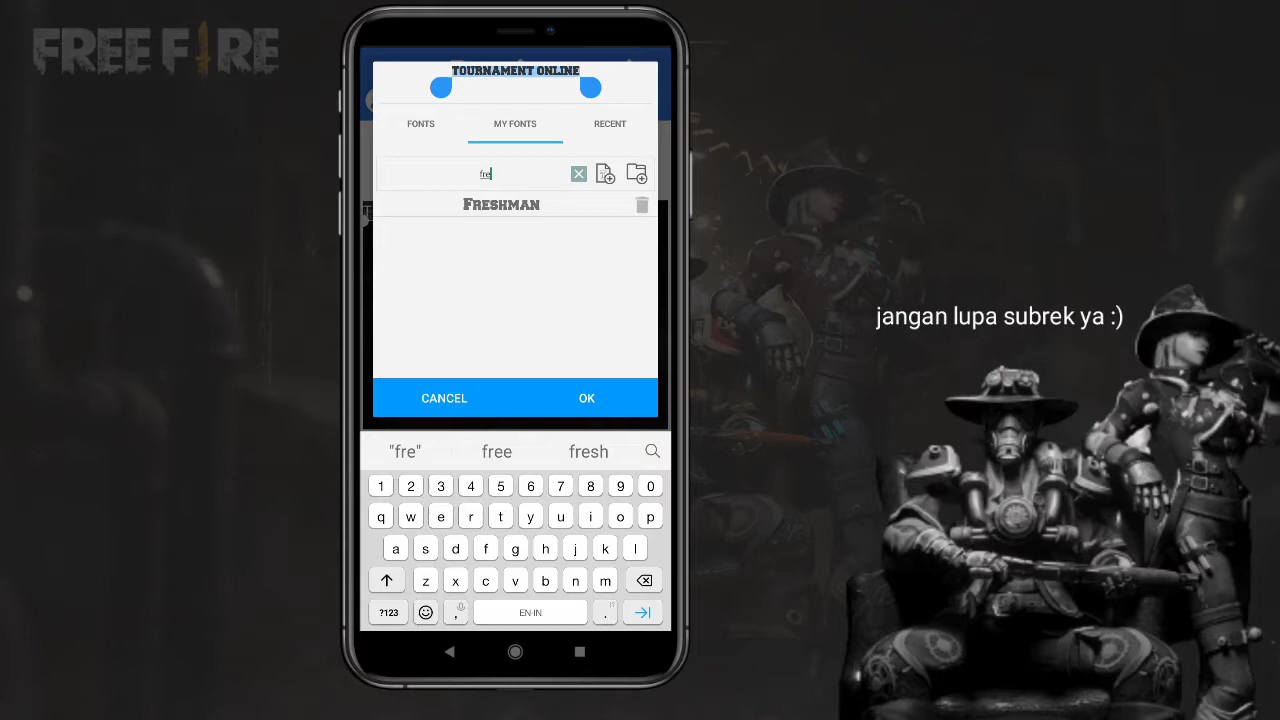 FREE FIRE
TOURNAMENT ONLINE
FONTS MY FONTS RECENT
fre
FRESHMAN
CANCEL OK
"fre" free fresh
1 2 3 4 5 6 7 8 9 0
q w e r t y u i o p
a s d f g h j k l
z x c v b n m
?123 , EN·IN .
jangan lupa subrek ya :)